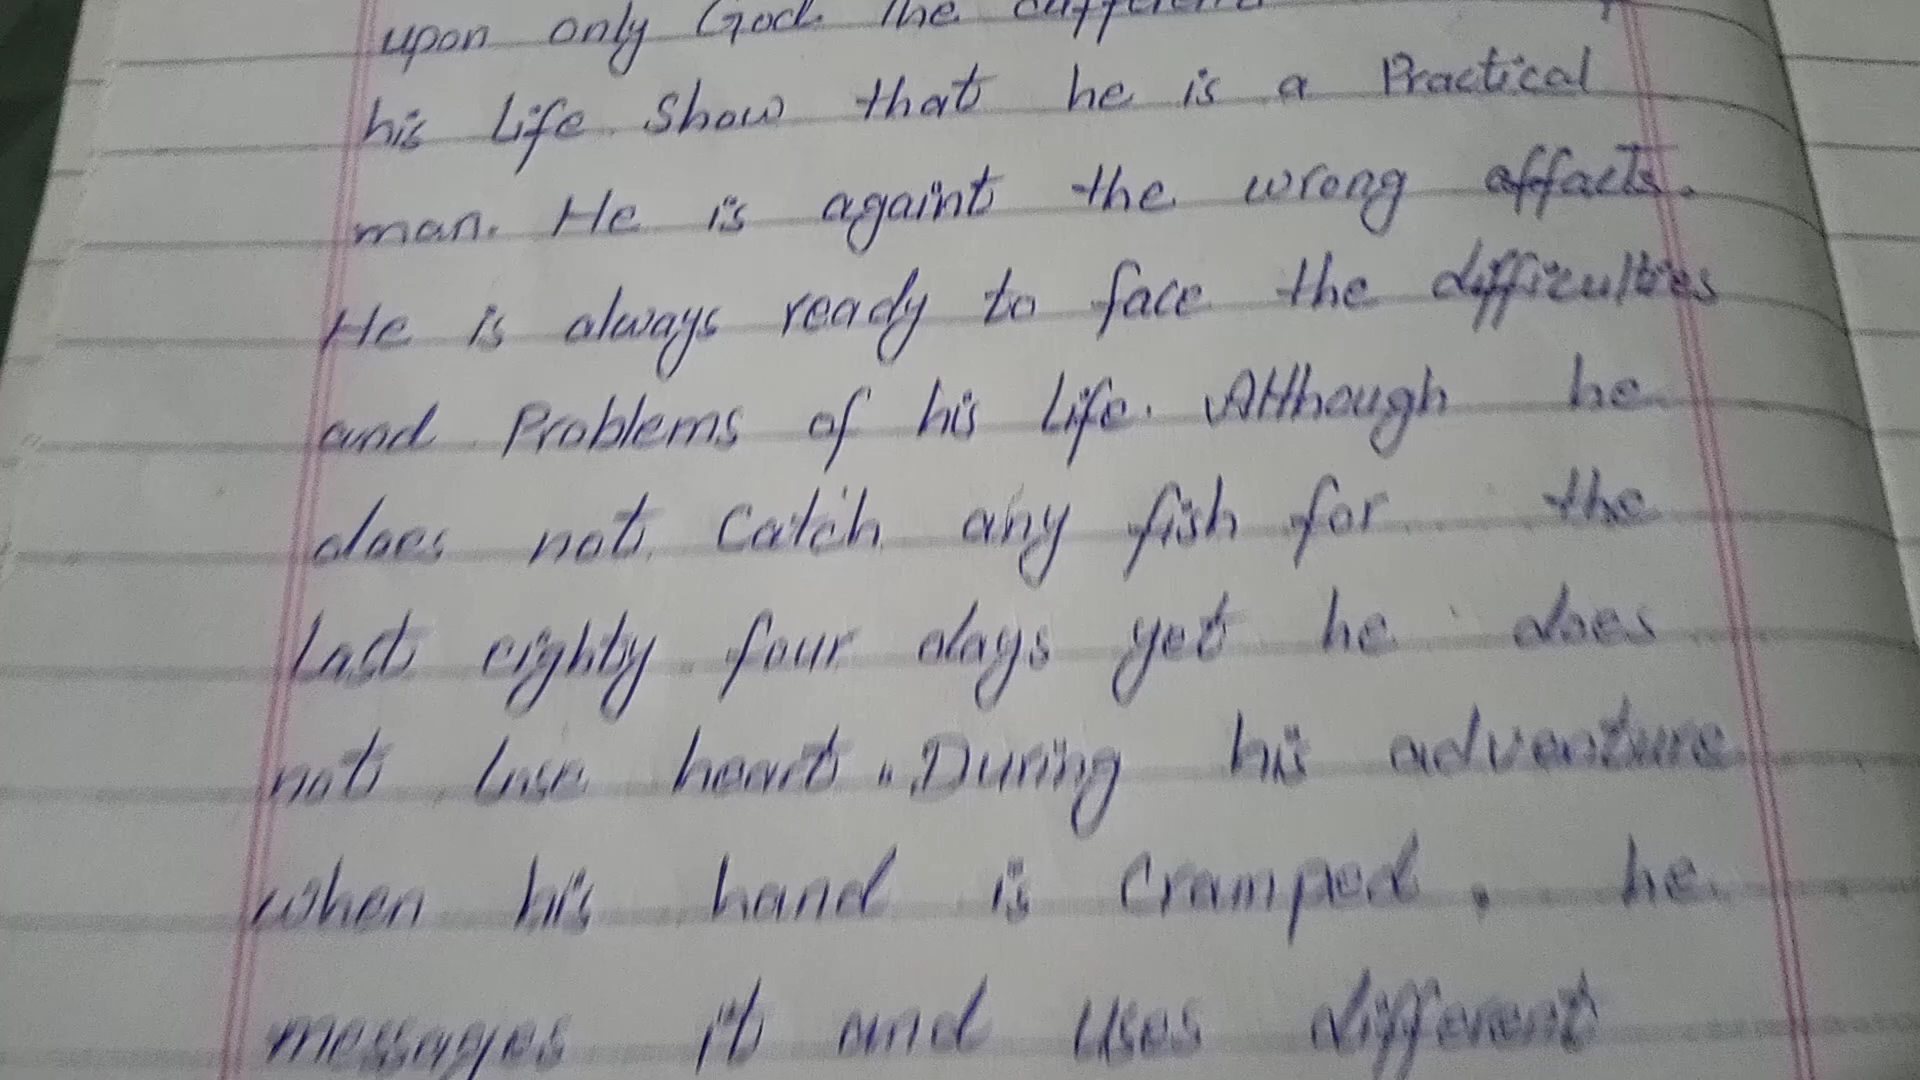 upon only God. The different
his life. Show that he is a Practical
man. He is againt the wrong affacts.
He is always ready to face the difficulties
and Problems of his life. Although he
does not Catch any fish for the
last eighty four days yet he does
not lose heart. During his adventure
when his hand is Cramped, he
messages it and uses different